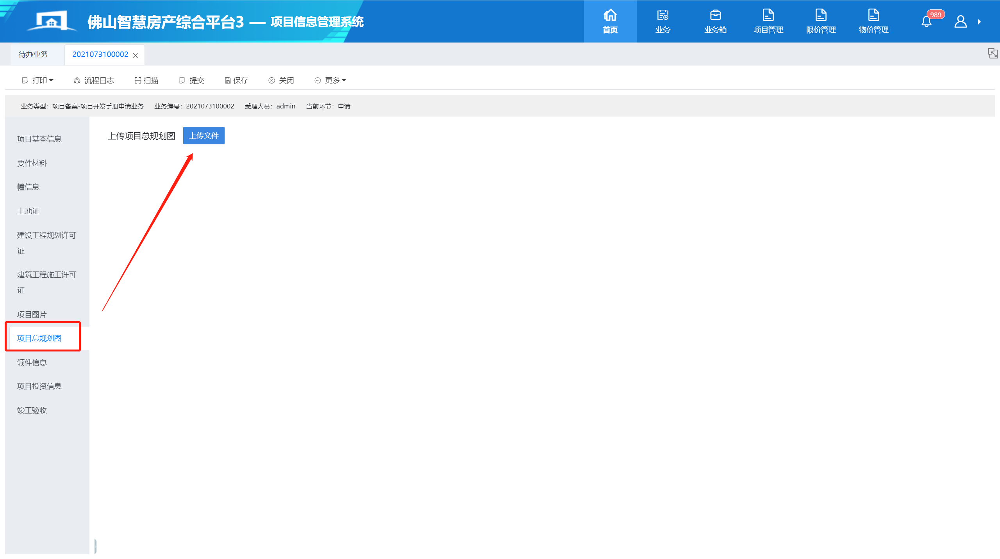 佛山智慧房产综合平台3 — 项目信息管理系统
首页
业务
业务箱
项目管理
限价管理
物价管理
989
待办业务
2021073100002
打印
流程日志
扫描
提交
保存
关闭
更多
业务类型：项目备案-项目开发手册申请业务 业务编号：2021073100002 受理人员：admin 当前环节：申请
项目基本信息
要件材料
幢信息
土地证
建设工程规划许可
证
建筑工程施工许可
证
项目图片
项目总规划图
领件信息
项目投资信息
竣工验收
上传项目总规划图
上传文件